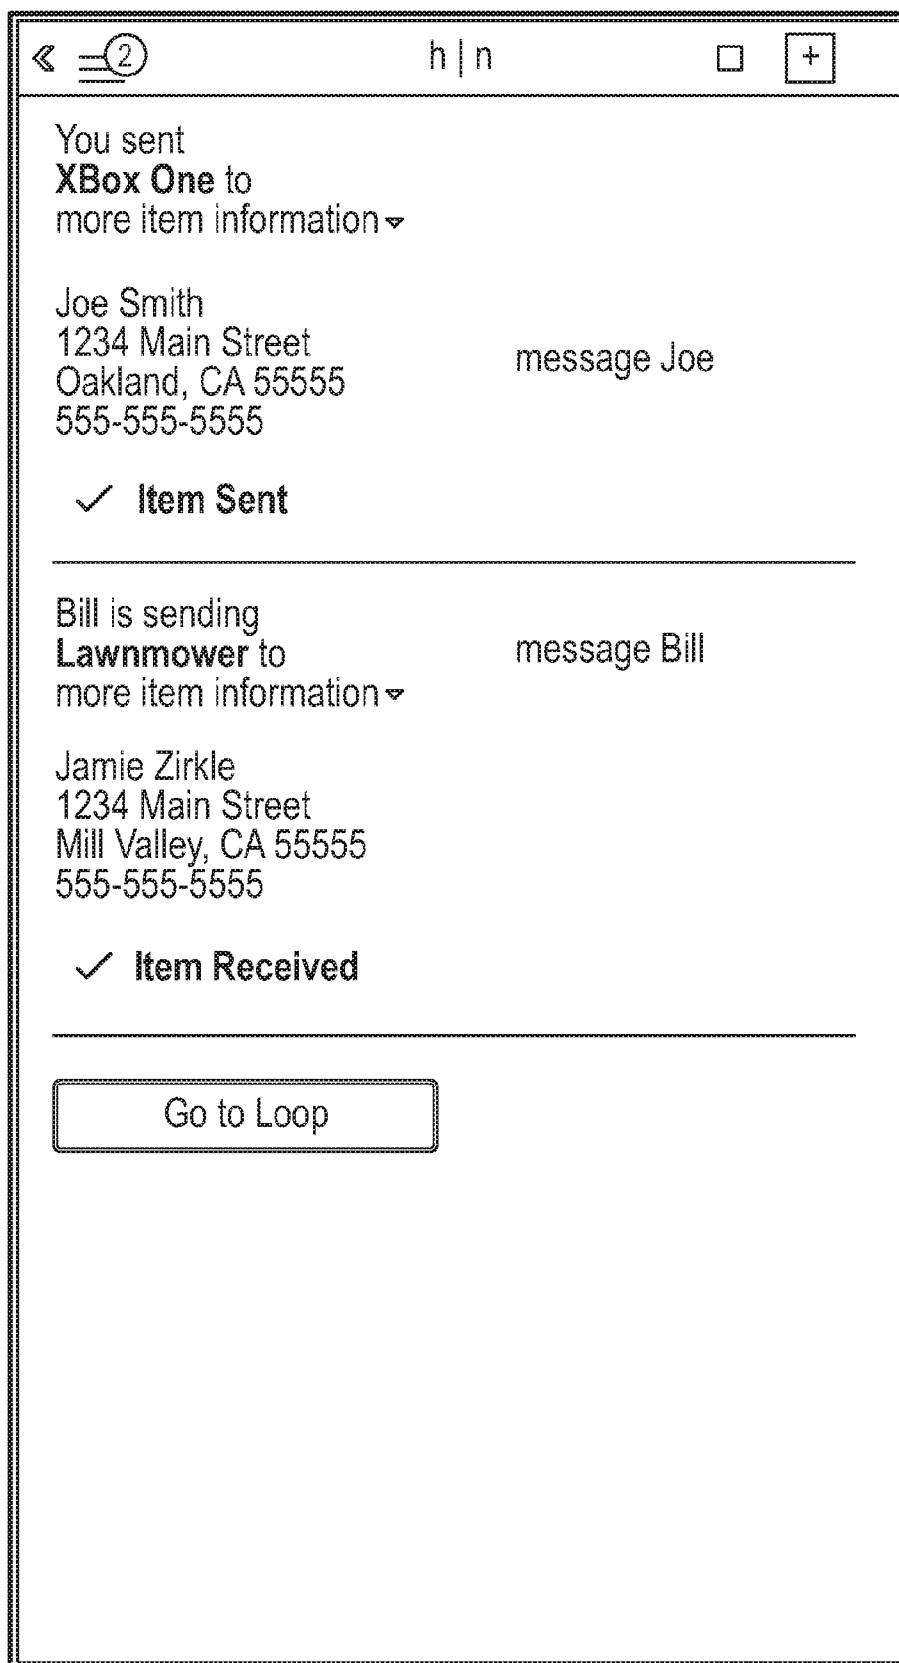 2
h | n
+
You sent
XBox One to
more item information
Joe Smith
1234 Main Street
Oakland, CA 55555
555-555-5555
message Joe
Item Sent
Bill is sending
Lawnmower to
more item information
message Bill
Jamie Zirkle
1234 Main Street
Mill Valley, CA 55555
555-555-5555
Item Received
Go to Loop